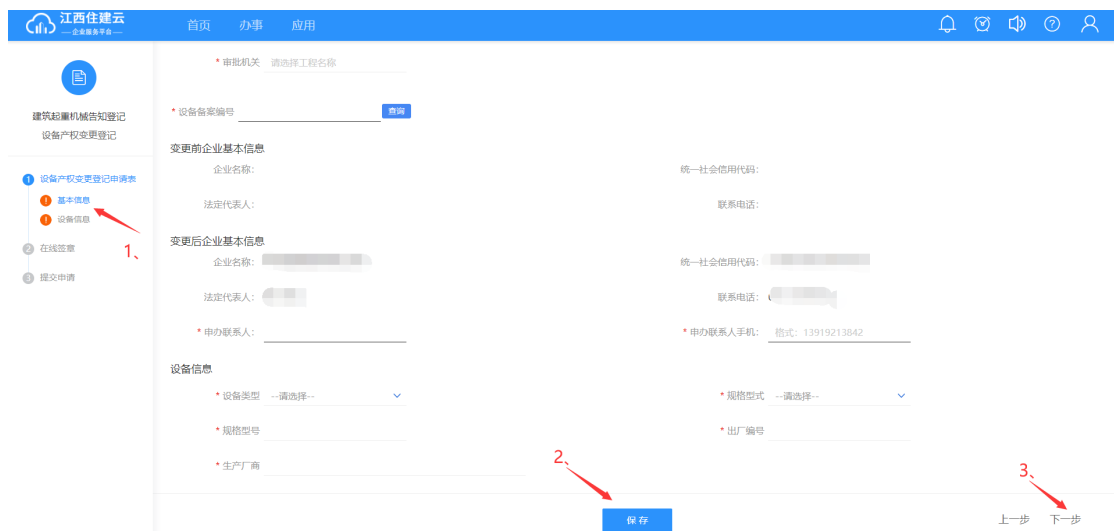 江西住建云
企业服务平台
首页 办事 应用
建筑起重机械告知登记
设备产权变更登记
1 设备产权变更登记申请表
! 基本信息
! 设备信息
1、
2 在线签章
3 提交申请
* 审批机关 请选择工程名称
* 设备备案编号 查询
变更前企业基本信息
企业名称: 统一社会信用代码:
法定代表人: 联系电话:
变更后企业基本信息
企业名称: 统一社会信用代码:
法定代表人: 联系电话:
* 申办联系人: * 申办联系人手机: 格式: 13919213842
设备信息
* 设备类型 --请选择-- * 规格型式 --请选择--
* 规格型号 * 出厂编号
* 生产厂商
2、 3、
保存 上一步 下一步